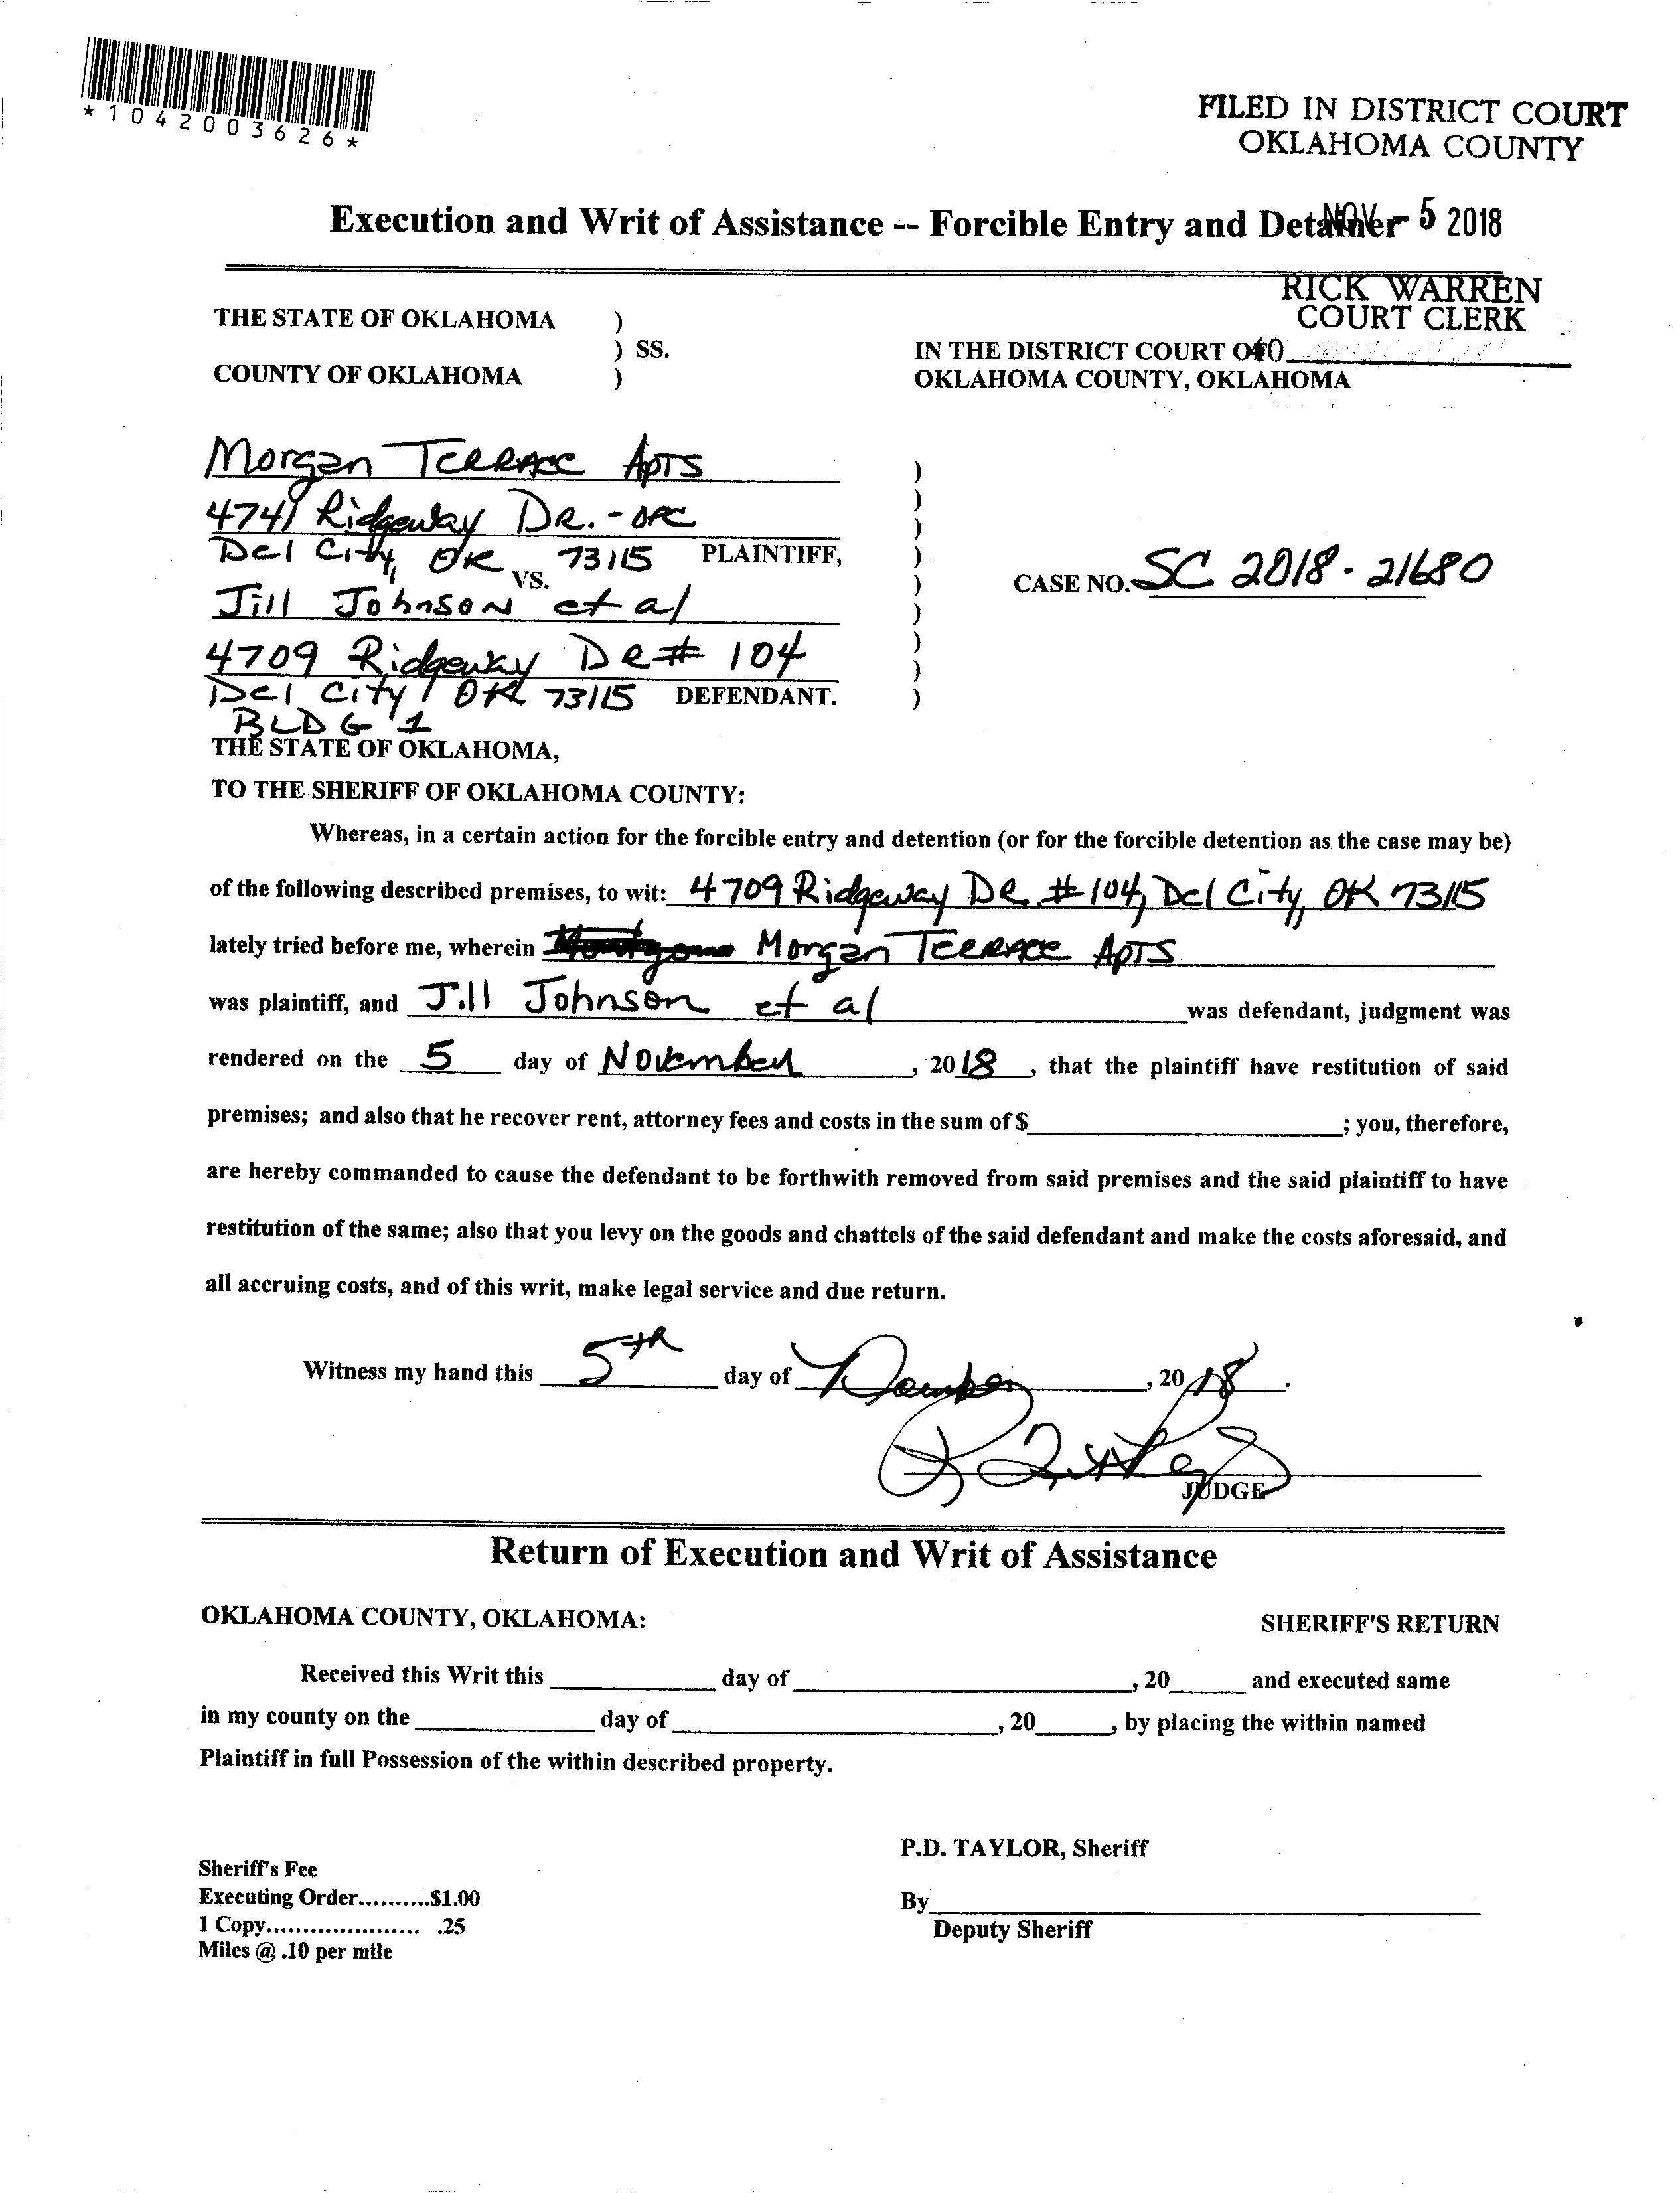 *1042003626*
FILED IN DISTRICT COURT
OKLAHOMA COUNTY
Execution and Writ of Assistance -- Forcible Entry and Detainer
NOV - 5 2018
RICK WARREN
COURT CLERK
THE STATE OF OKLAHOMA )
) SS.
COUNTY OF OKLAHOMA )
IN THE DISTRICT COURT OF
40
OKLAHOMA COUNTY, OKLAHOMA
Morgan Terrace Apts )
)
4741 Ridgeway Dr. - OFC )
Del City, OK 73115 PLAINTIFF, )
VS. )
CASE NO. SC 2018-21680
Jill Johnson et al )
)
4709 Ridgeway Dr # 104 )
Del City, OK 73115 DEFENDANT. )
BLDG 1
THE STATE OF OKLAHOMA,
TO THE SHERIFF OF OKLAHOMA COUNTY:
Whereas, in a certain action for the forcible entry and detention (or for the forcible detention as the case may be)
of the following described premises, to wit: 4709 Ridgeway Dr. #104, Del City, OK 73115
lately tried before me, wherein Morgan Terrace Apts
was plaintiff, and Jill Johnson et al was defendant, judgment was
rendered on the 5 day of November, 2018, that the plaintiff have restitution of said
premises; and also that he recover rent, attorney fees and costs in the sum of $; you, therefore,
are hereby commanded to cause the defendant to be forthwith removed from said premises and the said plaintiff to have
restitution of the same; also that you levy on the goods and chattels of the said defendant and make the costs aforesaid, and
all accruing costs, and of this writ, make legal service and due return.
Witness my hand this 5th day of , 2018.
JUDGE
Return of Execution and Writ of Assistance
OKLAHOMA COUNTY, OKLAHOMA: SHERIFF'S RETURN
Received this Writ this day of , 20 and executed same
in my county on the day of , 20 , by placing the within named
Plaintiff in full Possession of the within described property.
P.D. TAYLOR, Sheriff
Sheriff's Fee
Executing Order..........$1.00
By
1 Copy..................... .25
Deputy Sheriff
Miles @ .10 per mile